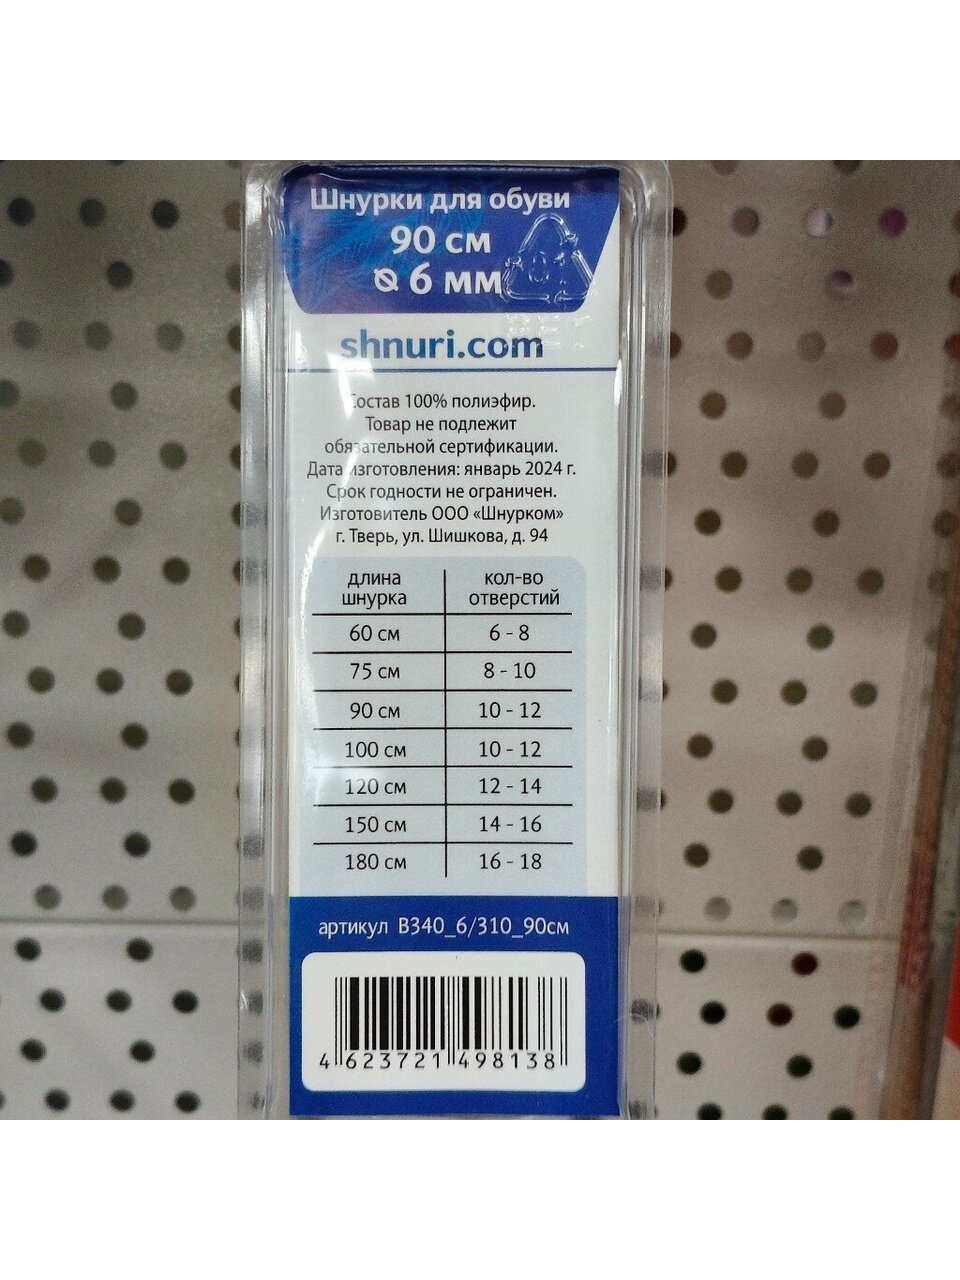 Шнурки для обуви
90 см
⌀ 6 мм
shnuri.com
Состав 100% полиэфир.
Товар не подлежит
обязательной сертификации.
Дата изготовления: январь 2024 г.
Срок годности не ограничен.
Изготовитель ООО «Шнурком»
г. Тверь, ул. Шишкова, д. 94
длина шнурка кол-во отверстий
60 см 6 - 8
75 см 8 - 10
90 см 10 - 12
100 см 10 - 12
120 см 12 - 14
150 см 14 - 16
180 см 16 - 18
артикул В340_6/310_90см
4 623721 498138